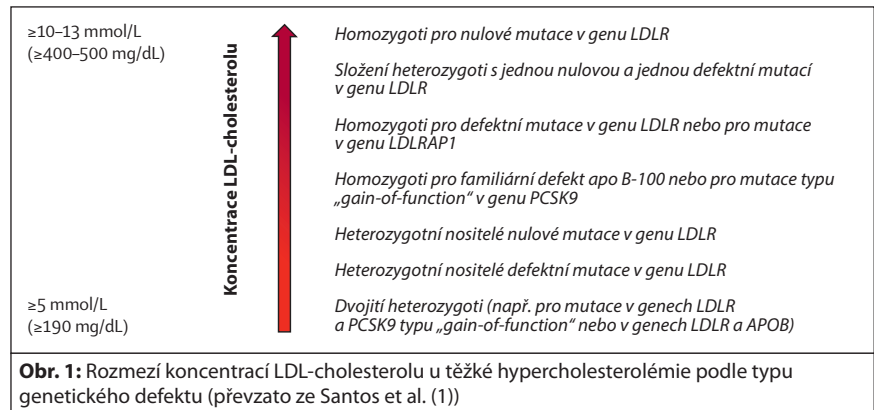 ≥10–13 mmol/L
(≥400–500 mg/dL)
Koncentrace LDL-cholesterolu
Homozygoti pro nulové mutace v genu LDLR
Složení heterozygoti s jednou nulovou a jednou defektní mutací
v genu LDLR
Homozygoti pro defektní mutace v genu LDLR nebo pro mutace
v genu LDLRAP1
Homozygoti pro familiární defekt apo B-100 nebo pro mutace typu
„gain-of-function“ v genu PCSK9
Heterozygotní nositelé nulové mutace v genu LDLR
Heterozygotní nositelé defektní mutace v genu LDLR
≥5 mmol/L
(≥190 mg/dL)
Dvojití heterozygoti (např. pro mutace v genech LDLR
a PCSK9 typu „gain-of-function“ nebo v genech LDLR a APOB)
Obr. 1: Rozmezí koncentrací LDL-cholesterolu u těžké hypercholesterolémie podle typu
genetického defektu (převzato ze Santos et al. (1))